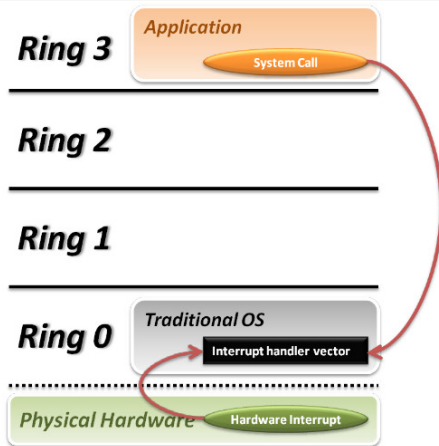 Ring 3
Application
System Call
Ring 2
Ring 1
Ring 0
Traditional OS
Interrupt handler vector
Physical Hardware
Hardware Interrupt